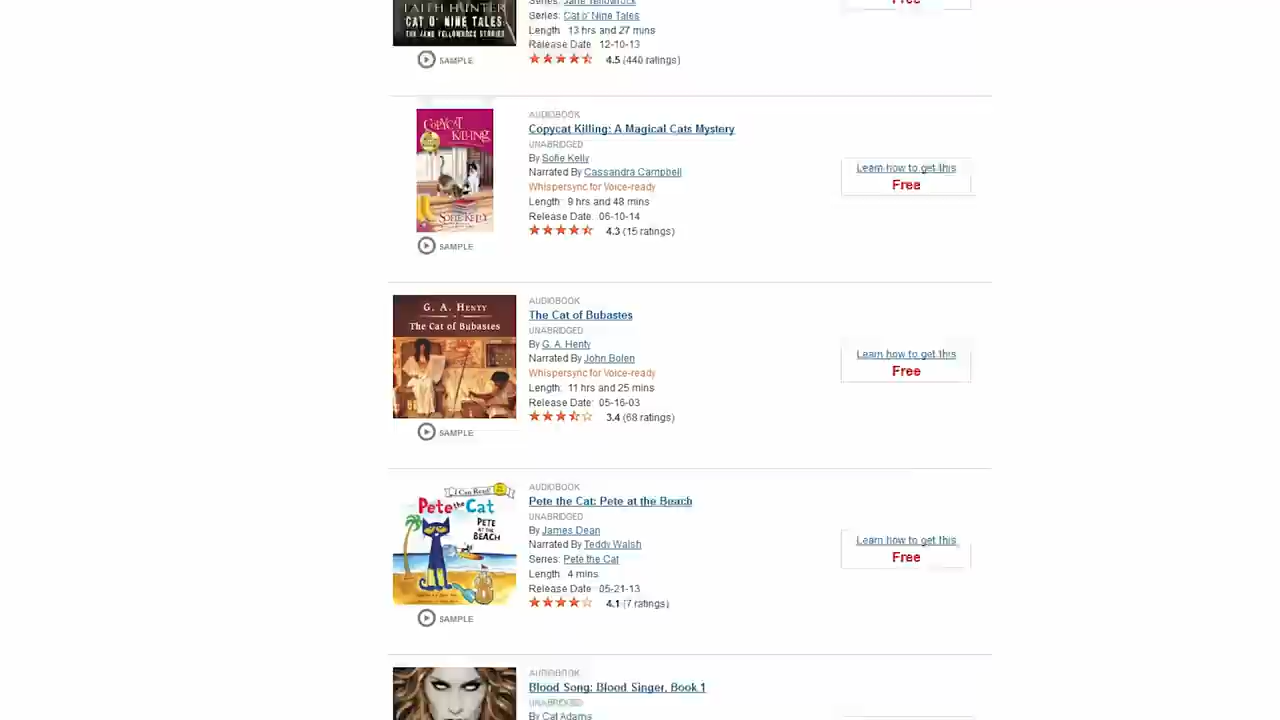 FAITH HUNTER
CAT O' NINE TALES:
THE JANE YELLOWROCK STORIES
SAMPLE
Series: Jane Yellowrock
Series: Cat o' Nine Tales
Length: 13 hrs and 27 mins
Release Date: 12-10-13
4.5 (440 ratings)
Free
COPYCAT KILLING
SOFIE KELLY
SAMPLE
AUDIOBOOK
Copycat Killing: A Magical Cats Mystery
UNABRIDGED
By Sofie Kelly
Narrated By Cassandra Campbell
Whispersync for Voice-ready
Length: 9 hrs and 48 mins
Release Date: 06-10-14
4.3 (15 ratings)
Learn how to get this
Free
G. A. HENTY
The Cat of Bubastes
SAMPLE
AUDIOBOOK
The Cat of Bubastes
UNABRIDGED
By G. A. Henty
Narrated By John Bolen
Whispersync for Voice-ready
Length: 11 hrs and 25 mins
Release Date: 05-16-03
3.4 (68 ratings)
Learn how to get this
Free
I Can Read!
Pete the Cat
PETE
AT THE
BEACH
SAMPLE
AUDIOBOOK
Pete the Cat: Pete at the Beach
UNABRIDGED
By James Dean
Narrated By Teddy Walsh
Series: Pete the Cat
Length: 4 mins
Release Date: 05-21-13
4.1 (7 ratings)
Learn how to get this
Free
AUDIOBOOK
Blood Song: Blood Singer, Book 1
UNABRIDGED
By Cat Adams